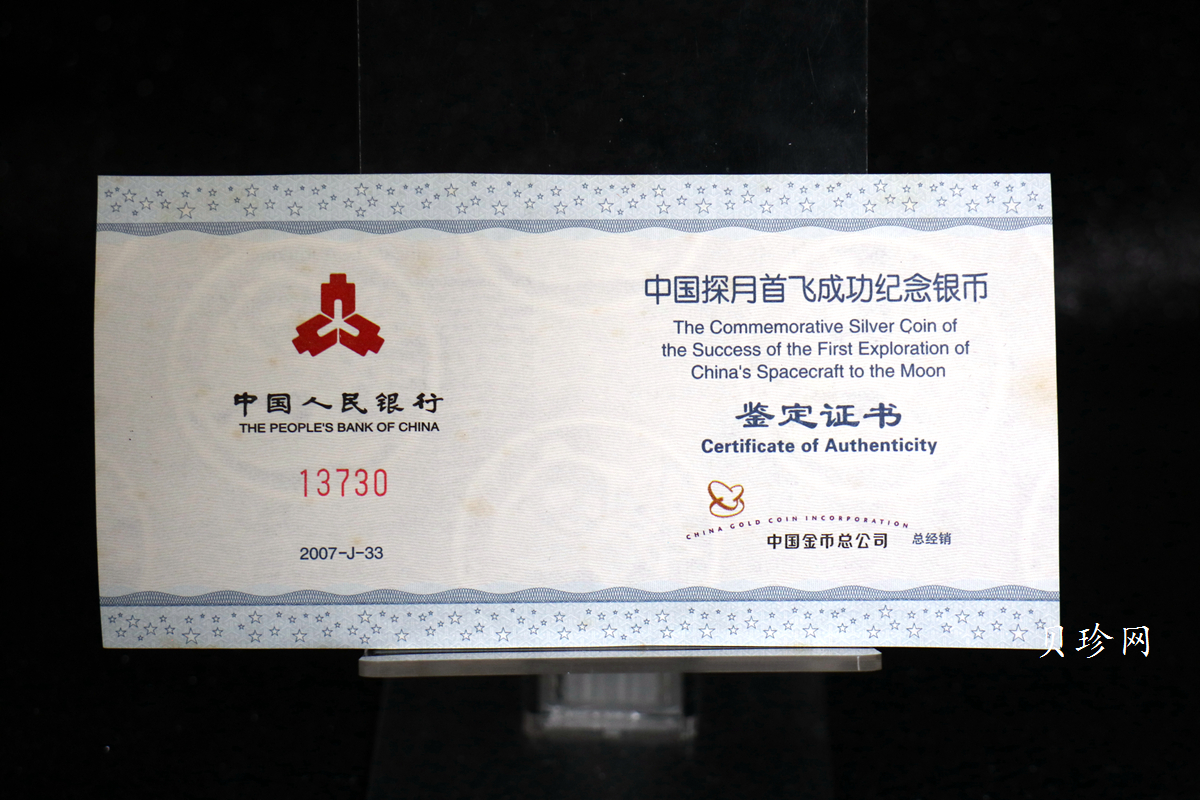 中国人民银行
THE PEOPLE'S BANK OF CHINA
13730
2007-J-33
中国探月首飞成功纪念银币
The Commemorative Silver Coin of
the Success of the First Exploration of
China's Spacecraft to the Moon
鉴定证书
Certificate of Authenticity
CHINA GOLD COIN INCORPORATION
中国金币总公司 总经销
贝珍网